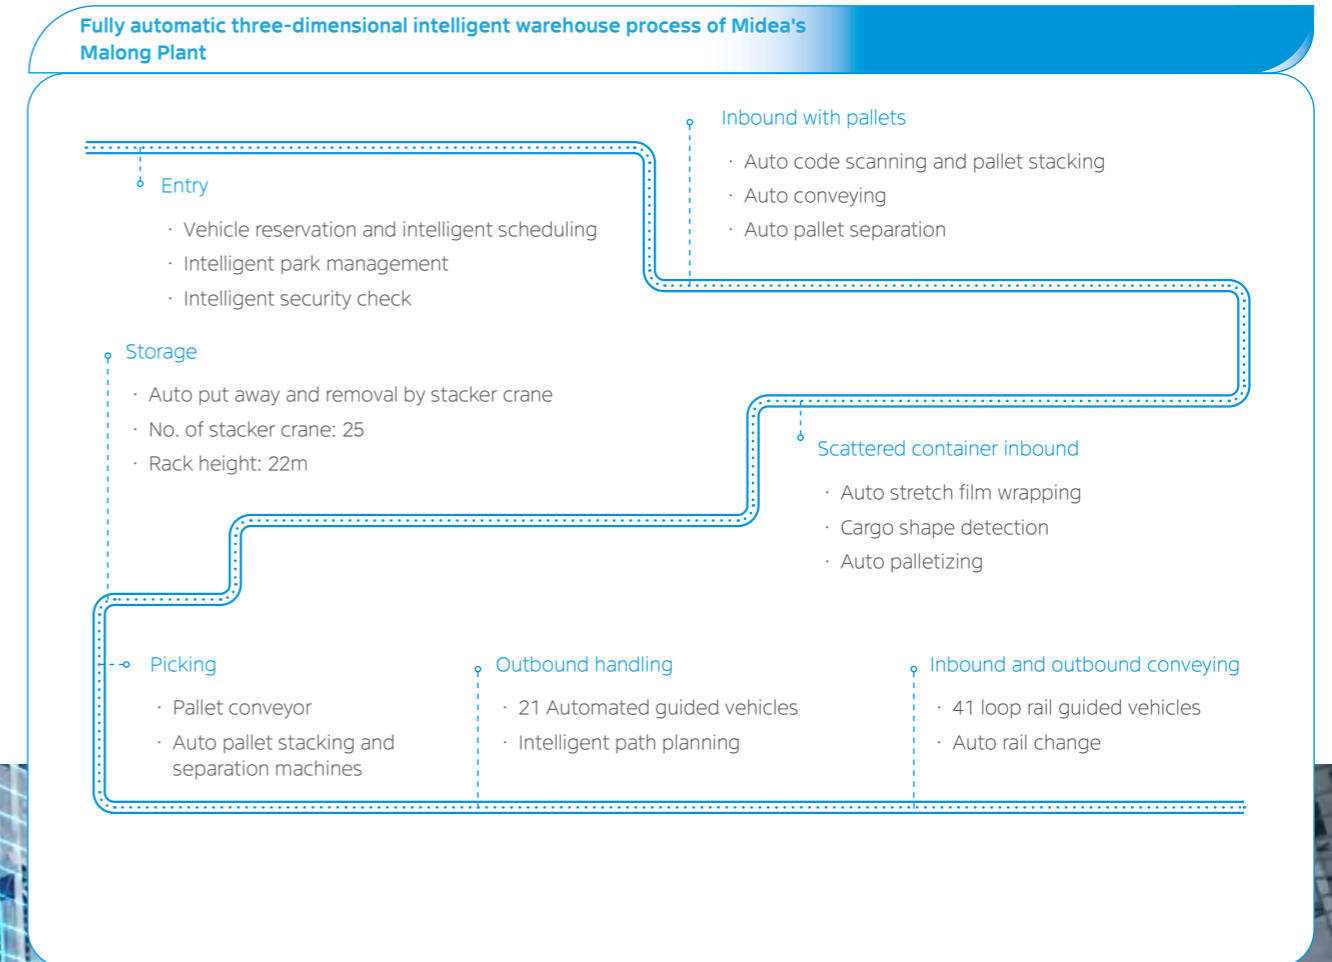 Fully automatic three-dimensional intelligent warehouse process of Midea's
Malong Plant
Entry
· Vehicle reservation and intelligent scheduling
· Intelligent park management
· Intelligent security check
Inbound with pallets
· Auto code scanning and pallet stacking
· Auto conveying
· Auto pallet separation
Scattered container inbound
· Auto stretch film wrapping
· Cargo shape detection
· Auto palletizing
Storage
· Auto put away and removal by stacker crane
· No. of stacker crane: 25
· Rack height: 22m
Picking
· Pallet conveyor
· Auto pallet stacking and
separation machines
Outbound handling
· 21 Automated guided vehicles
· Intelligent path planning
Inbound and outbound conveying
· 41 loop rail guided vehicles
· Auto rail change